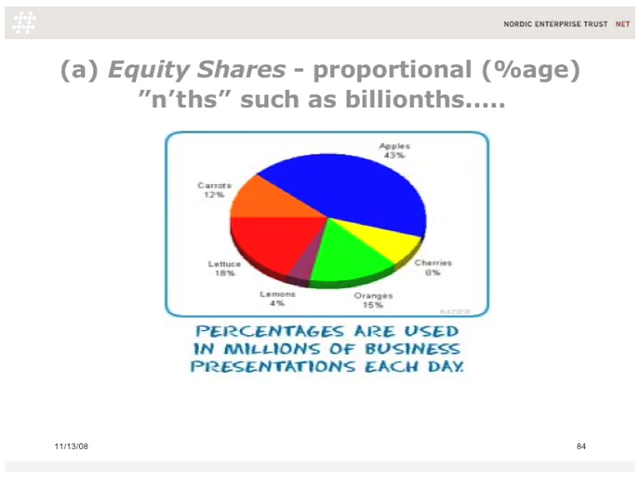 NORDIC ENTERPRISE TRUST NET
(a) Equity Shares - proportional (%age)
”n’ths” such as billionths.....
Apples
43%
Carrots
12%
Lettuce
18%
Cherries
Lemons
4%
Oranges
15%
PERCENTAGES ARE USED
IN MILLIONS OF BUSINESS
PRESENTATIONS EACH DAY.
11/13/08
84